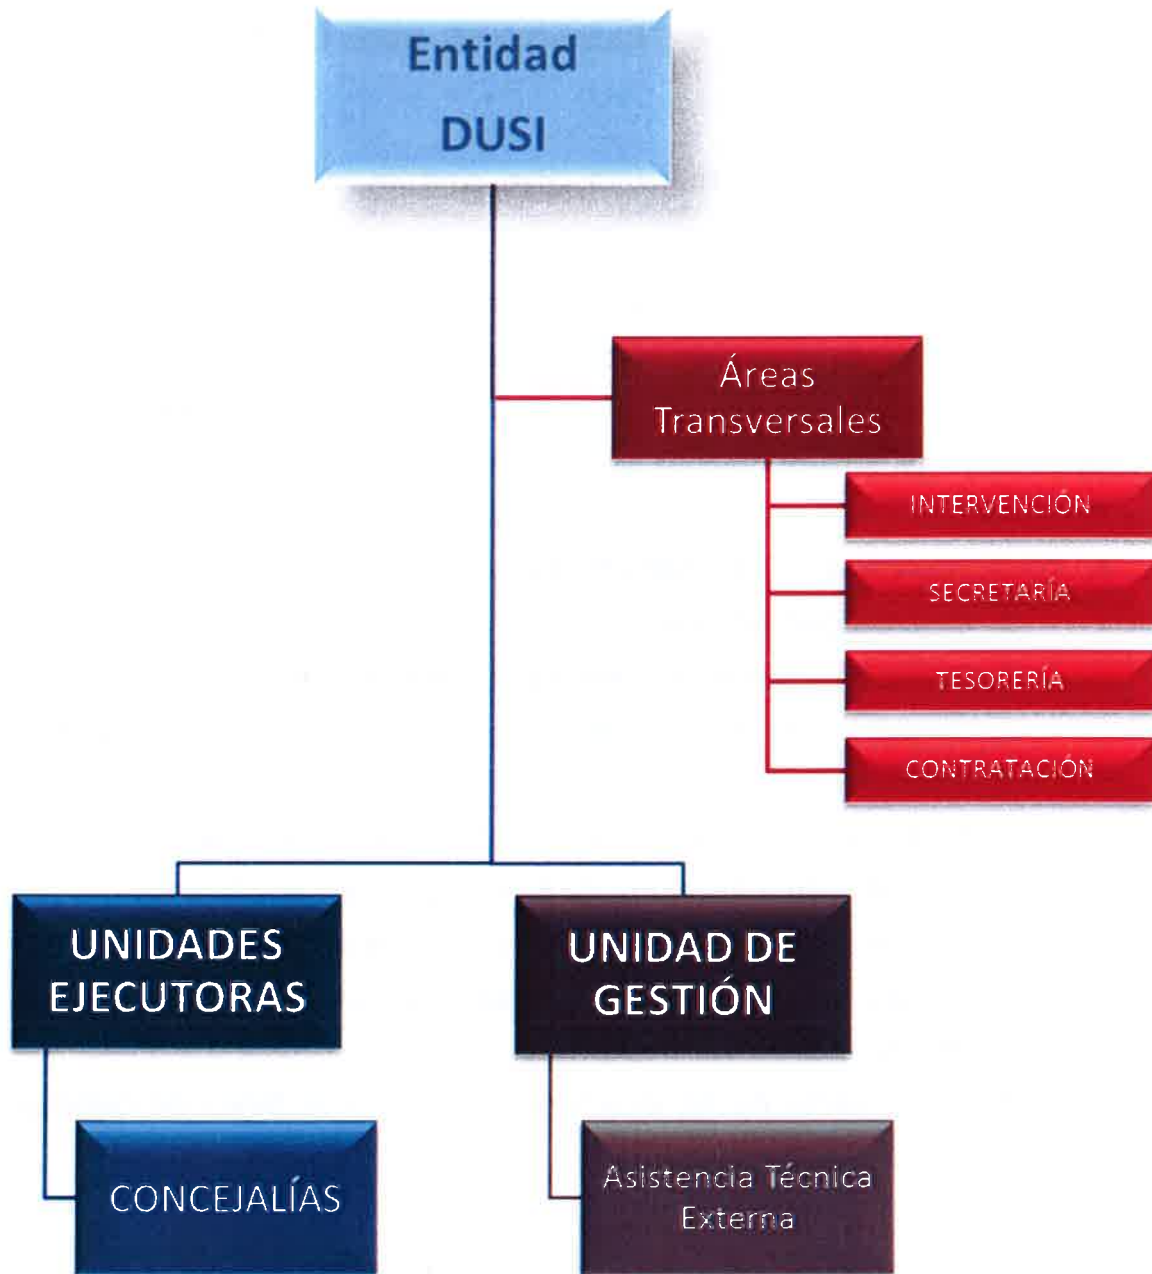 Entidad
DUSI
Áreas
Transversales
INTERVENCIÓN
SECRETARÍA
TESORERÍA
CONTRATACIÓN
UNIDADES
EJECUTORAS
UNIDAD DE
GESTIÓN
CONCEJALÍAS
Asistencia Técnica
Externa